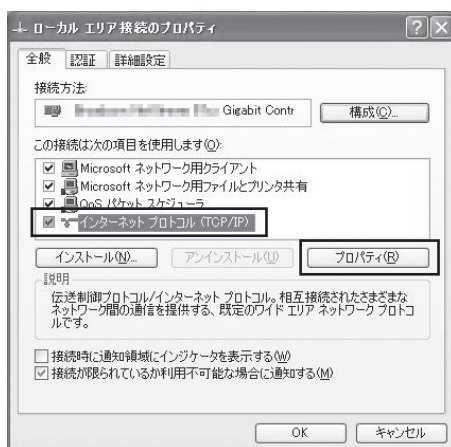 ローカル エリア接続のプロパティ
全般 認証 詳細設定
接続方法:
Gigabit Contr 構成(C)...
この接続は次の項目を使用します(O):
Microsoft ネットワーク用クライアント
Microsoft ネットワーク用ファイルとプリンタ共有
QoS パケット スケジューラ
インターネット プロトコル (TCP/IP)
インストール(N)... アンインストール(U) プロパティ(R)
説明
伝送制御プロトコル/インターネット プロトコル。相互接続されたさまざまな
ネットワーク間の通信を提供する、既定のワイド エリア ネットワーク プロトコ
ルです。
接続時に通知領域にインジケータを表示する(W)
接続が限られているか利用不可能な場合に通知する(M)
OK キャンセル